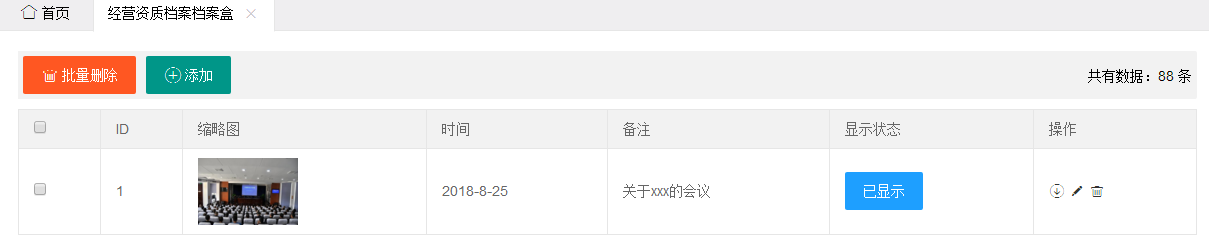 首页 经营资质档案档案盒
批量删除 添加 共有数据：88 条
ID 缩略图 时间 备注 显示状态 操作
1 2018-8-25 关于xxx的会议 已显示